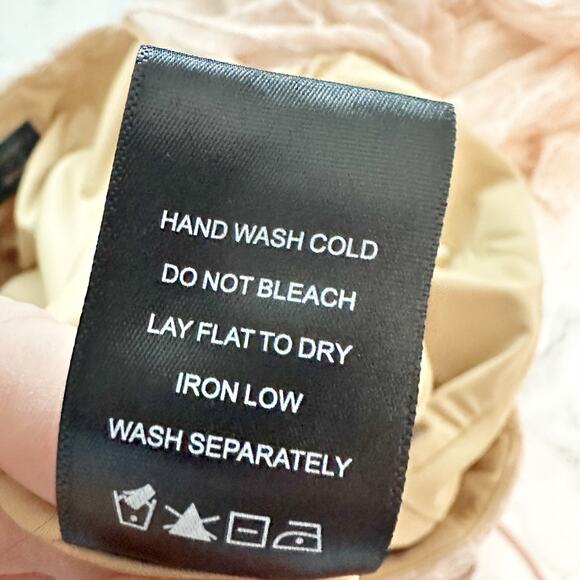 HAND WASH COLD
DO NOT BLEACH
LAY FLAT TO DRY
IRON LOW
WASH SEPARATELY